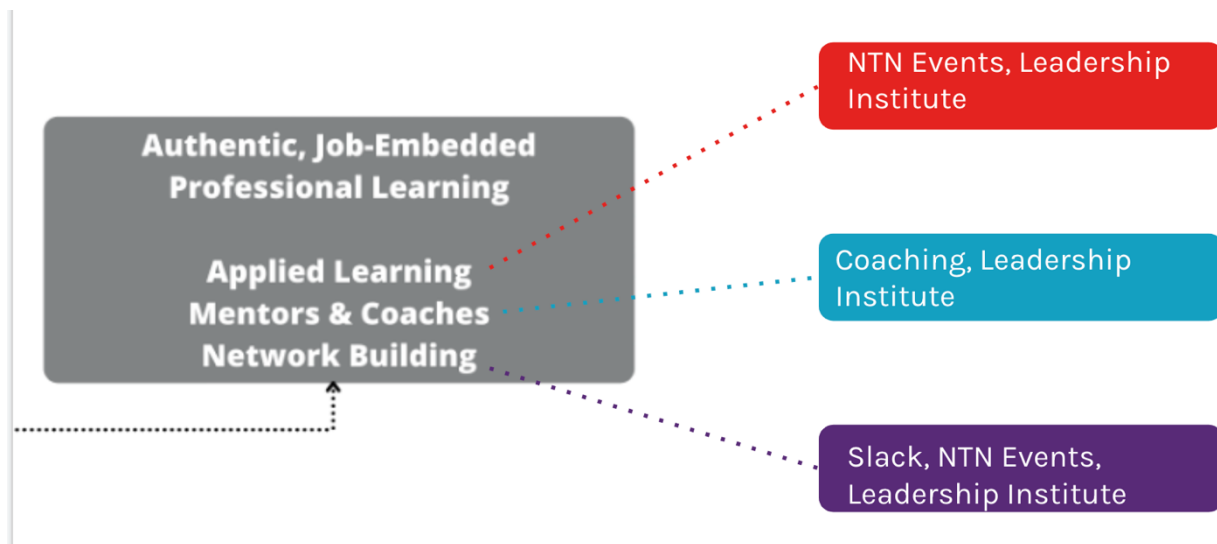 Authentic, Job-Embedded
Professional Learning
Applied Learning
Mentors & Coaches
Network Building
NTN Events, Leadership
Institute
Coaching, Leadership
Institute
Slack, NTN Events,
Leadership Institute